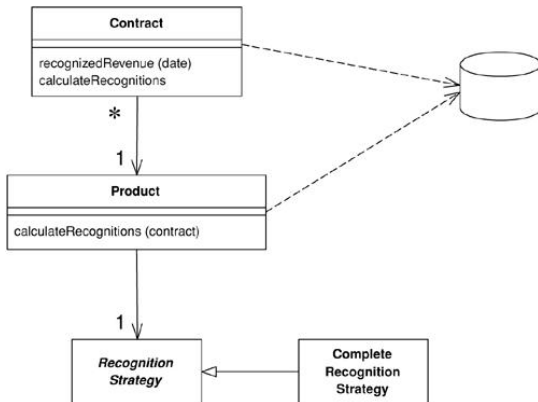 Contract
recognizedRevenue (date)
calculateRecognitions
*
1
Product
calculateRecognitions (contract)
1
Recognition
Strategy
Complete
Recognition
Strategy